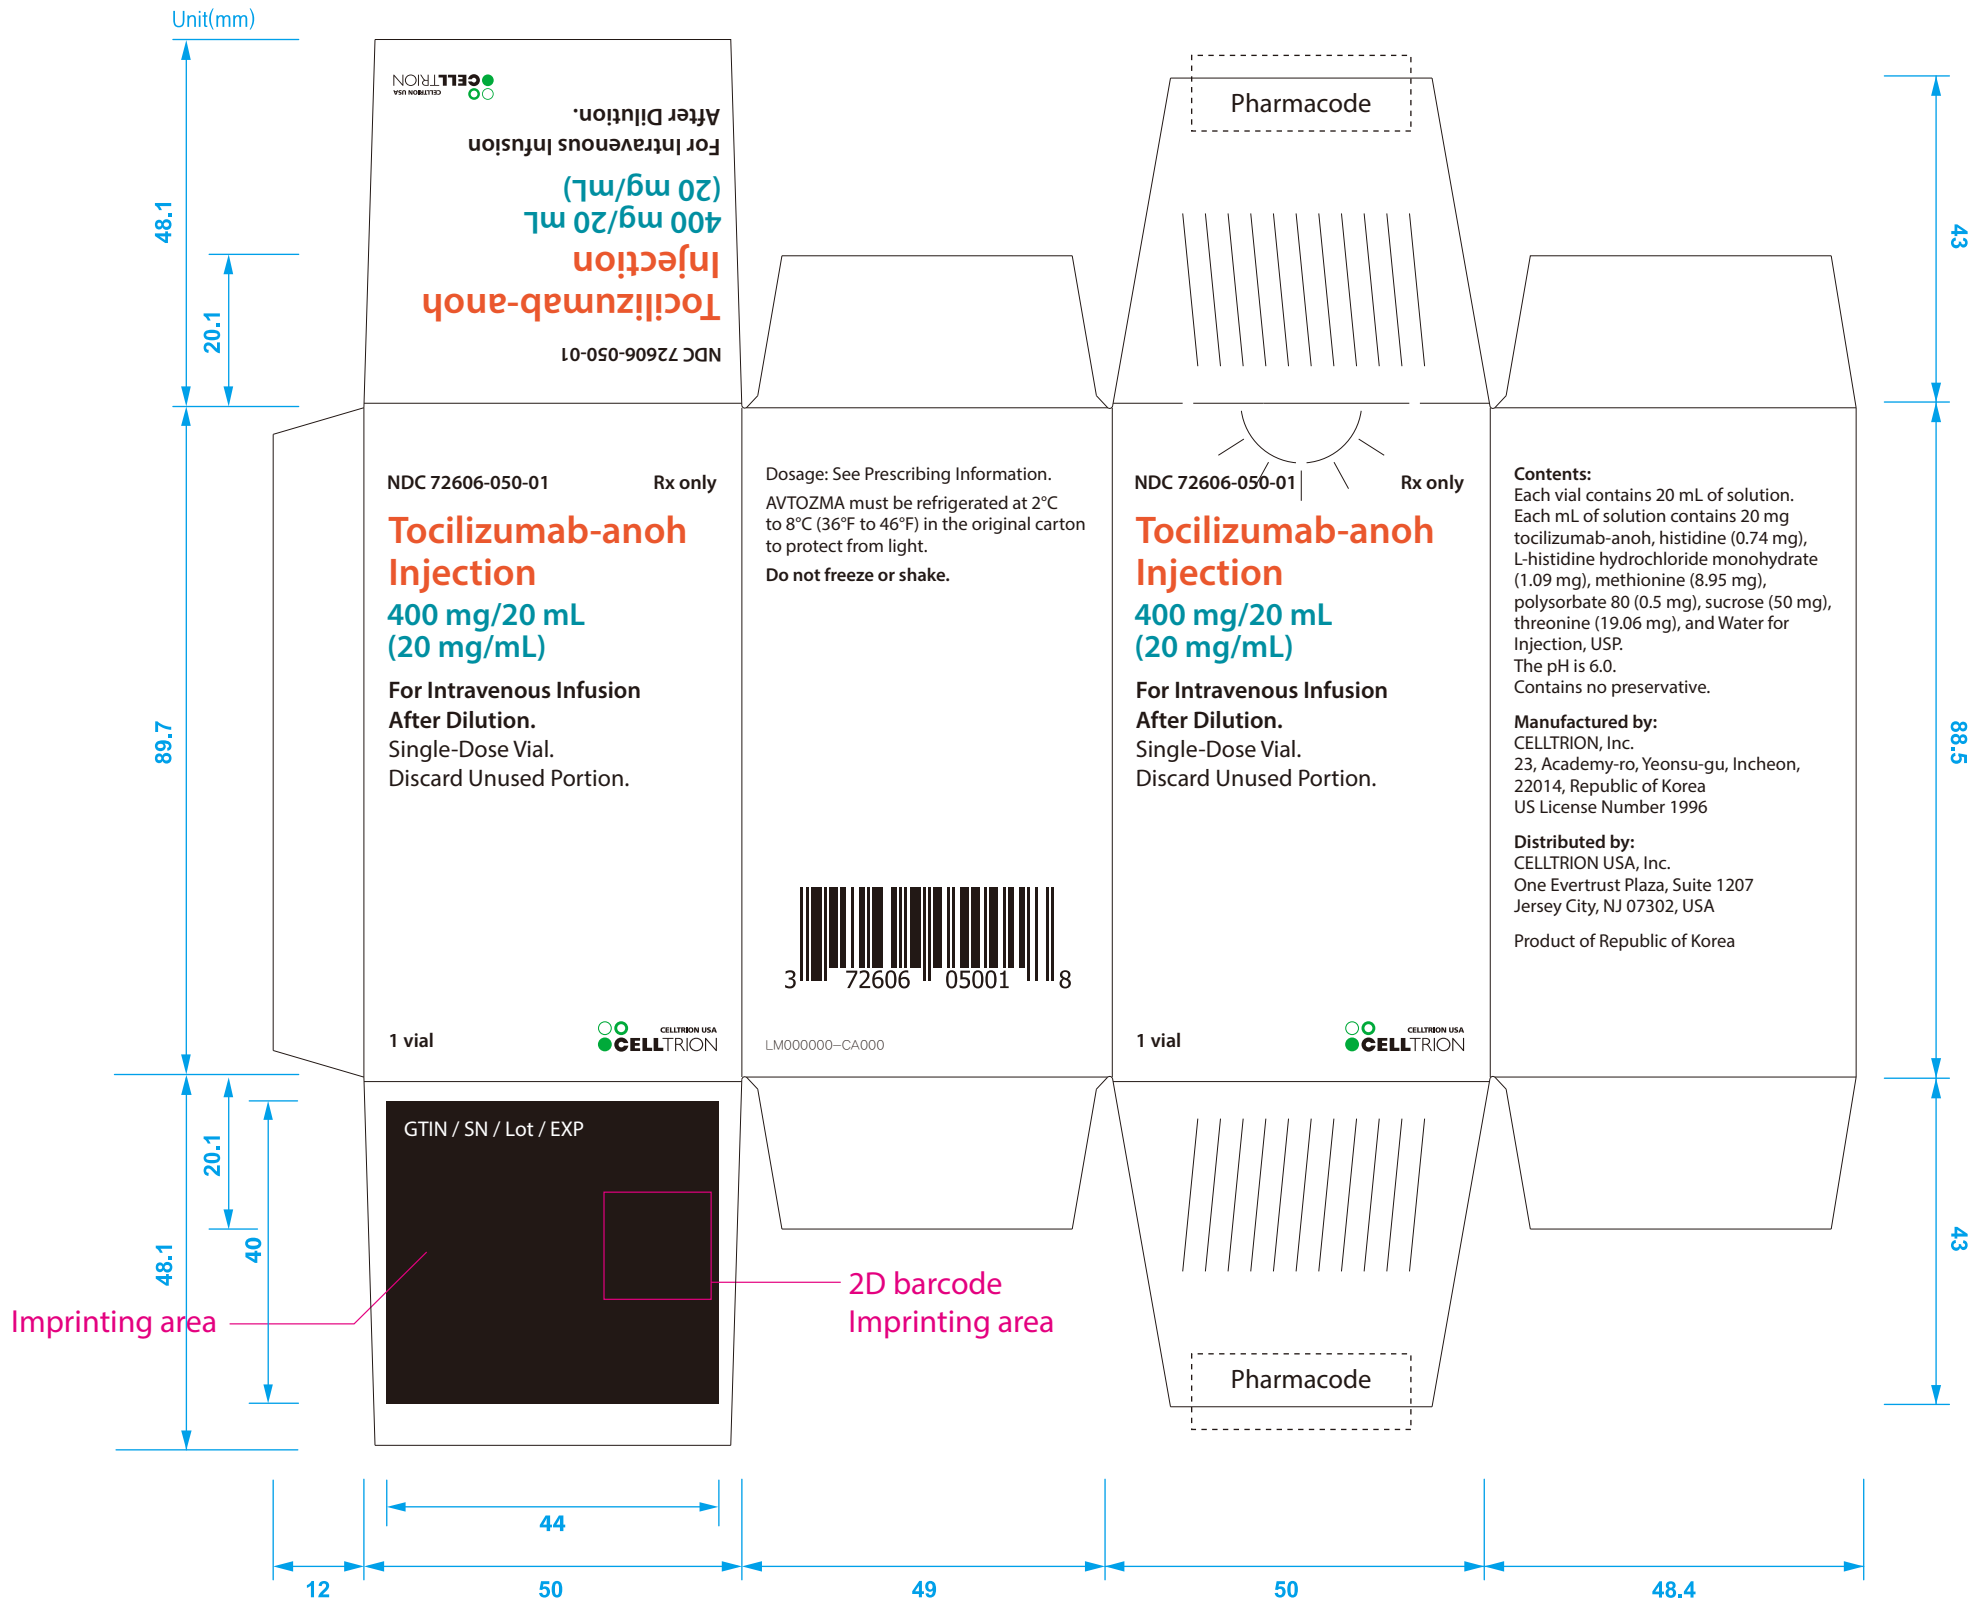 Unit(mm)
CELLTRION USA
CELLTRION
After Dilution.
For Intravenous Infusion
(20 mg/mL)
400 mg/20 mL
Injection
Tocilizumab-anoh
NDC 72606-050-01
48.1
20.1
89.7
20.1
40
48.1
NDC 72606-050-01 Rx only
Tocilizumab-anoh
Injection
400 mg/20 mL
(20 mg/mL)
For Intravenous Infusion
After Dilution.
Single-Dose Vial.
Discard Unused Portion.
1 vial
CELLTRION USA
CELLTRION
GTIN / SN / Lot / EXP
Imprinting area
2D barcode
Imprinting area
Dosage: See Prescribing Information.
AVTOZMA must be refrigerated at 2°C
to 8°C (36°F to 46°F) in the original carton
to protect from light.
Do not freeze or shake.
3 72606 05001 8
LM000000-CA000
Pharmacode
NDC 72606-050-01 Rx only
Tocilizumab-anoh
Injection
400 mg/20 mL
(20 mg/mL)
For Intravenous Infusion
After Dilution.
Single-Dose Vial.
Discard Unused Portion.
1 vial
CELLTRION USA
CELLTRION
Pharmacode
Contents:
Each vial contains 20 mL of solution.
Each mL of solution contains 20 mg
tocilizumab-anoh, histidine (0.74 mg),
L-histidine hydrochloride monohydrate
(1.09 mg), methionine (8.95 mg),
polysorbate 80 (0.5 mg), sucrose (50 mg),
threonine (19.06 mg), and Water for
Injection, USP.
The pH is 6.0.
Contains no preservative.
Manufactured by:
CELLTRION, Inc.
23, Academy-ro, Yeonsu-gu, Incheon,
22014, Republic of Korea
US License Number 1996
Distributed by:
CELLTRION USA, Inc.
One Evertrust Plaza, Suite 1207
Jersey City, NJ 07302, USA
Product of Republic of Korea
43
88.5
43
44
12
50
49
50
48.4